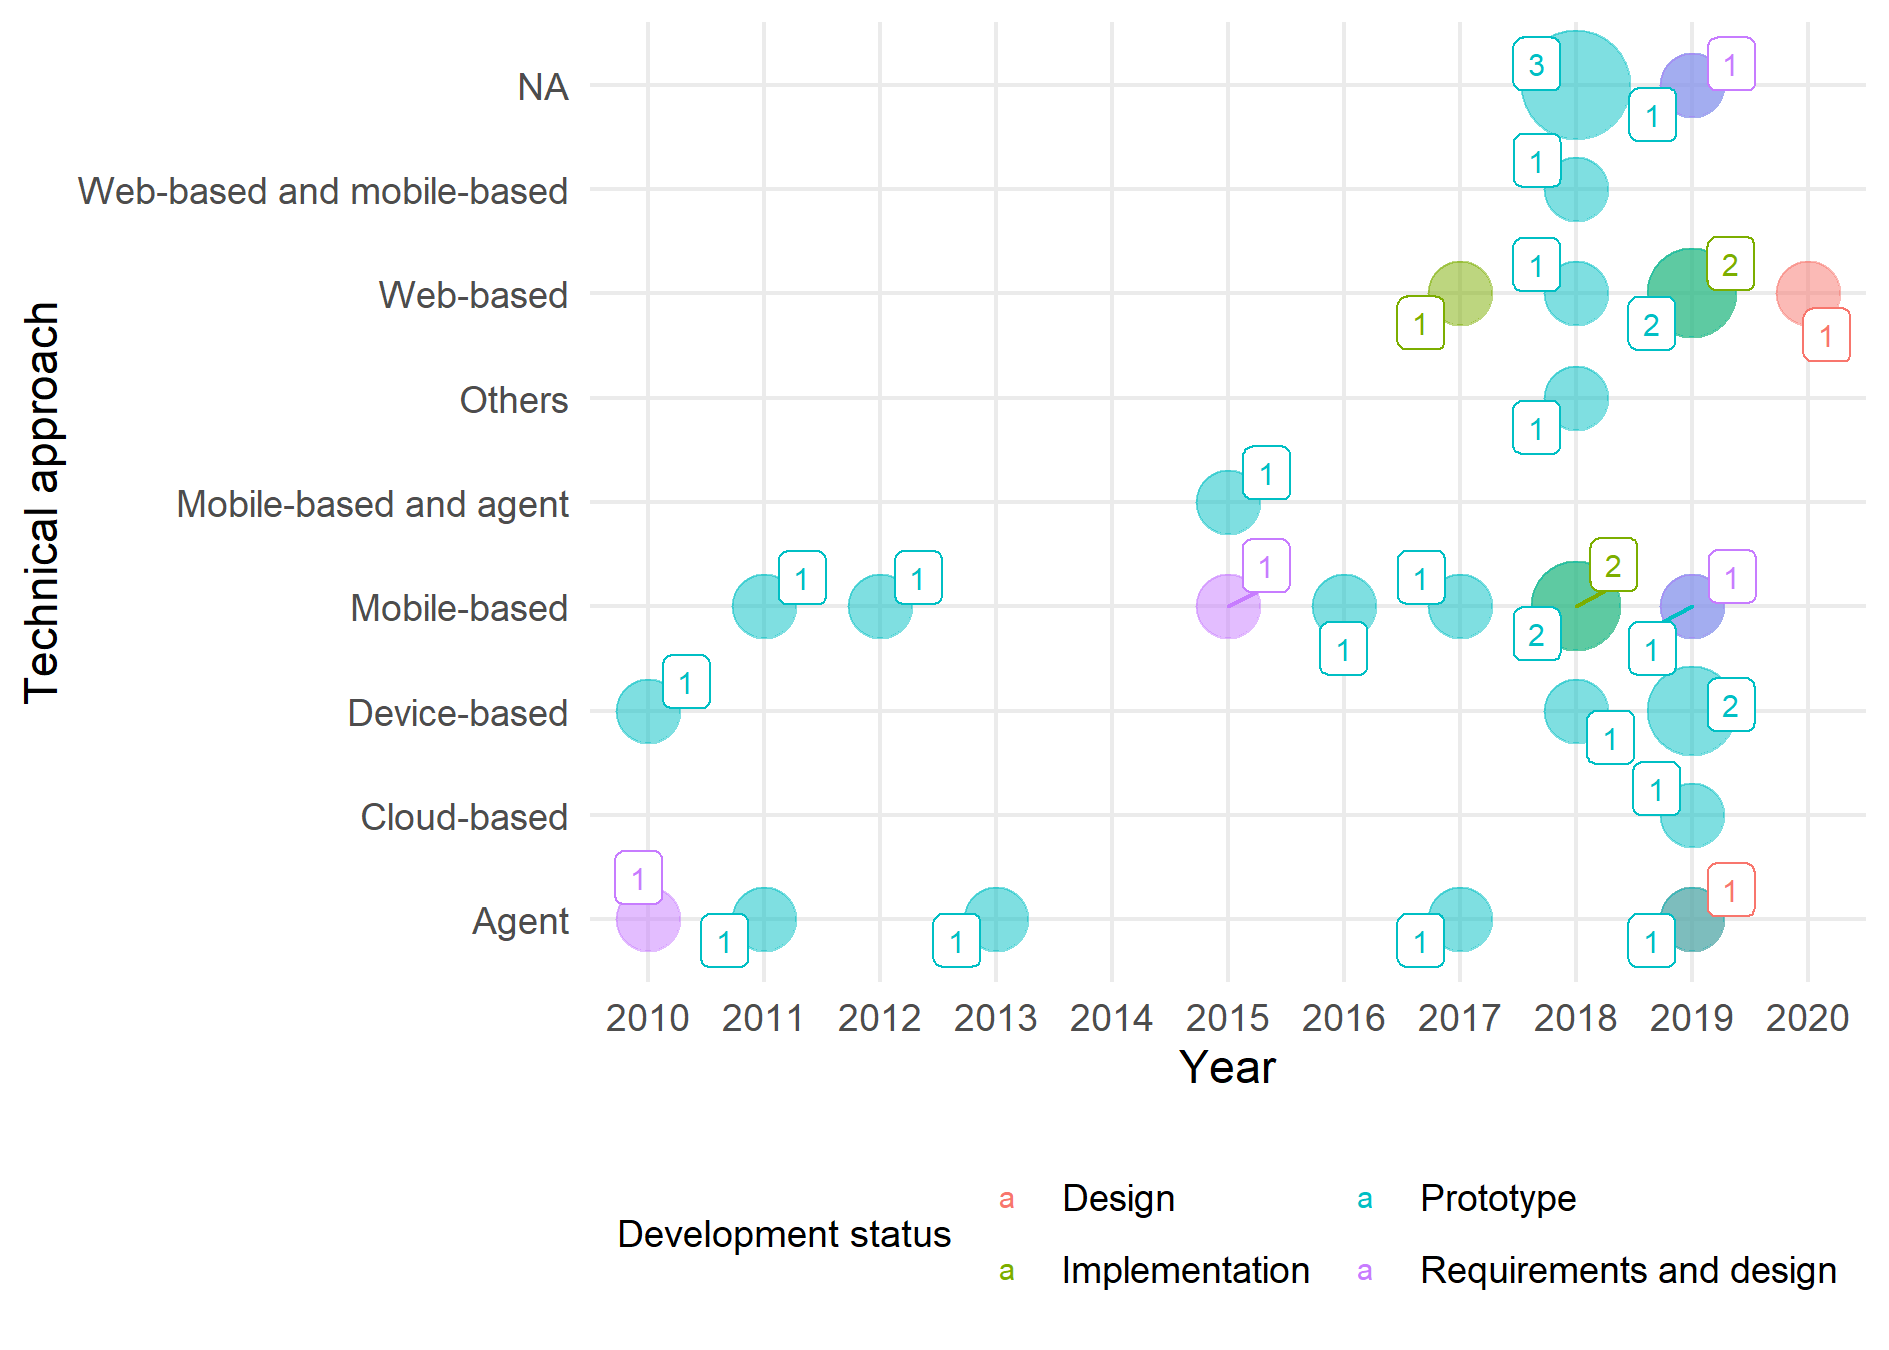 NA
3
1
1
Web-based and mobile-based
1
Web-based
1
1
2
2
1
Others
1
Mobile-based and agent
1
Mobile-based
1
1
1
1
1
2
2
1
1
Device-based
1
1
2
Cloud-based
1
Agent
1
1
1
1
1
1
Technical approach
2010 2011 2012 2013 2014 2015 2016 2017 2018 2019 2020
Year
Development status
a Design
a Prototype
a Implementation
a Requirements and design